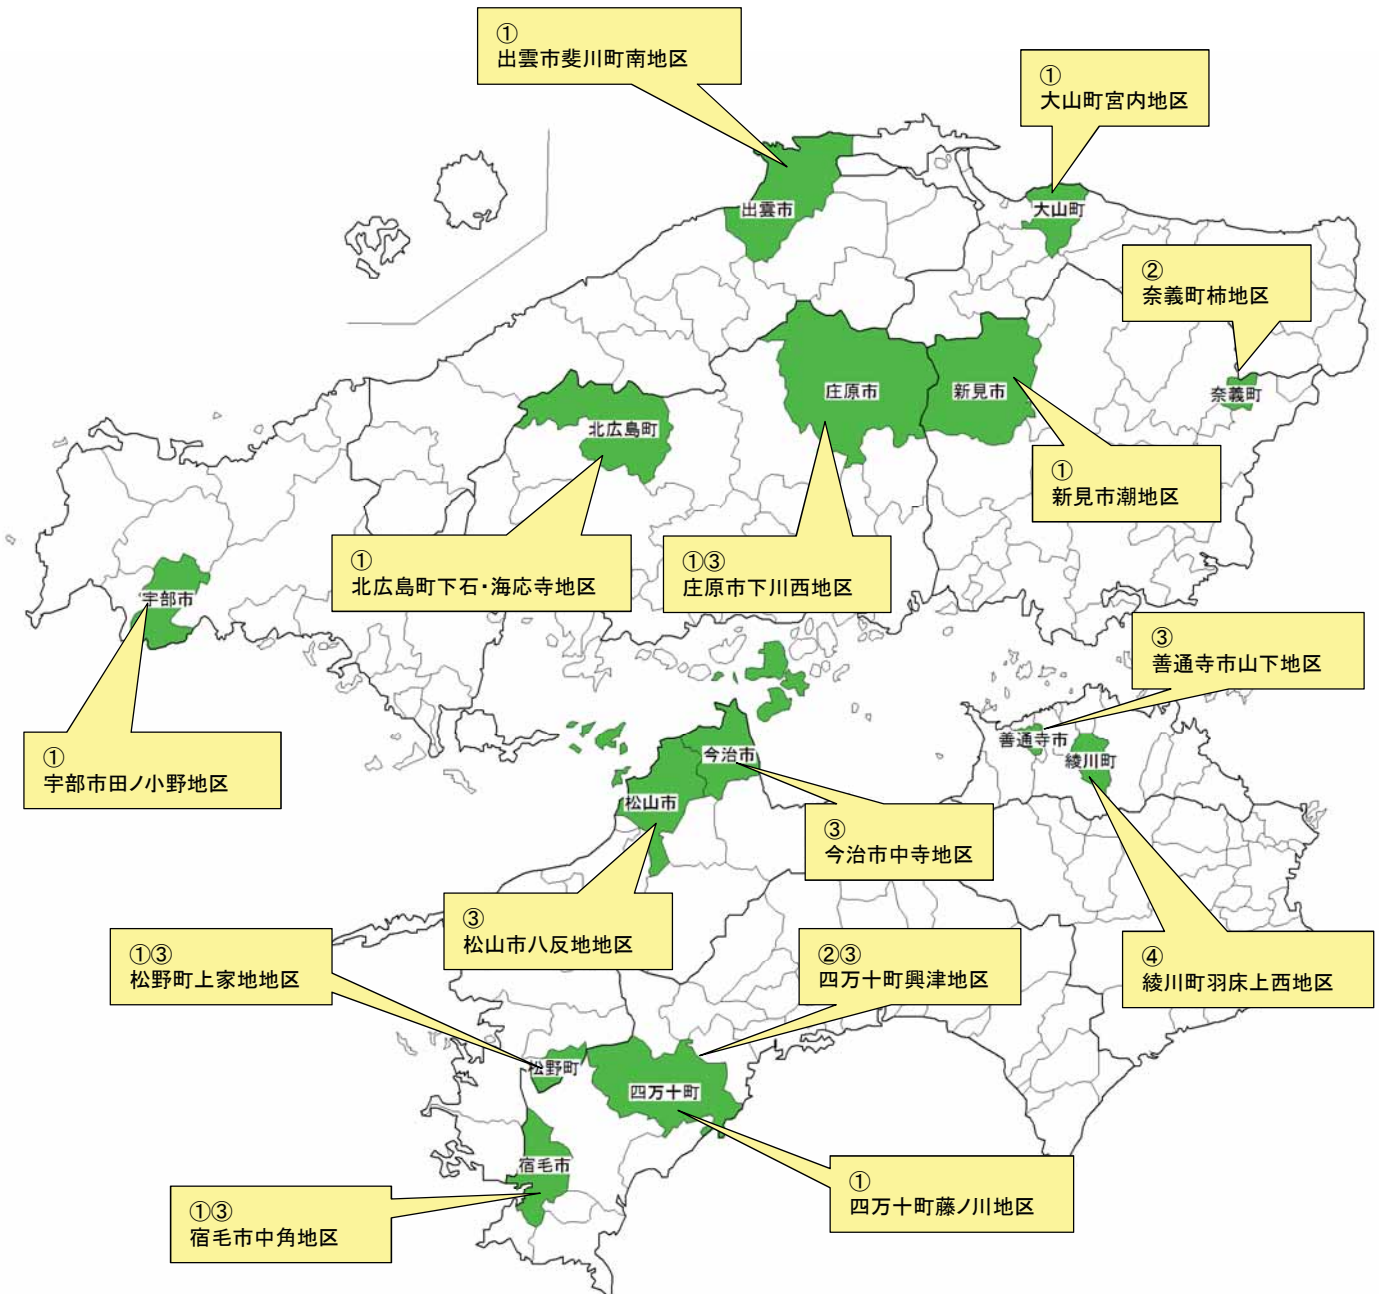 ①
出雲市斐川町南地区
①
大山町宮内地区
出雲市
大山町
②
奈義町柿地区
庄原市
新見市
奈義町
北広島町
①
新見市潮地区
①
北広島町下石・海応寺地区
①③
庄原市下川西地区
宇部市
③
善通寺市山下地区
①
宇部市田ノ小野地区
善通寺市
今治市
綾川町
松山市
③
今治市中寺地区
③
松山市八反地地区
①③
松野町上家地地区
②③
四万十町興津地区
④
綾川町羽床上西地区
松野町
四万十町
宿毛市
①
四万十町藤ノ川地区
①③
宿毛市中角地区